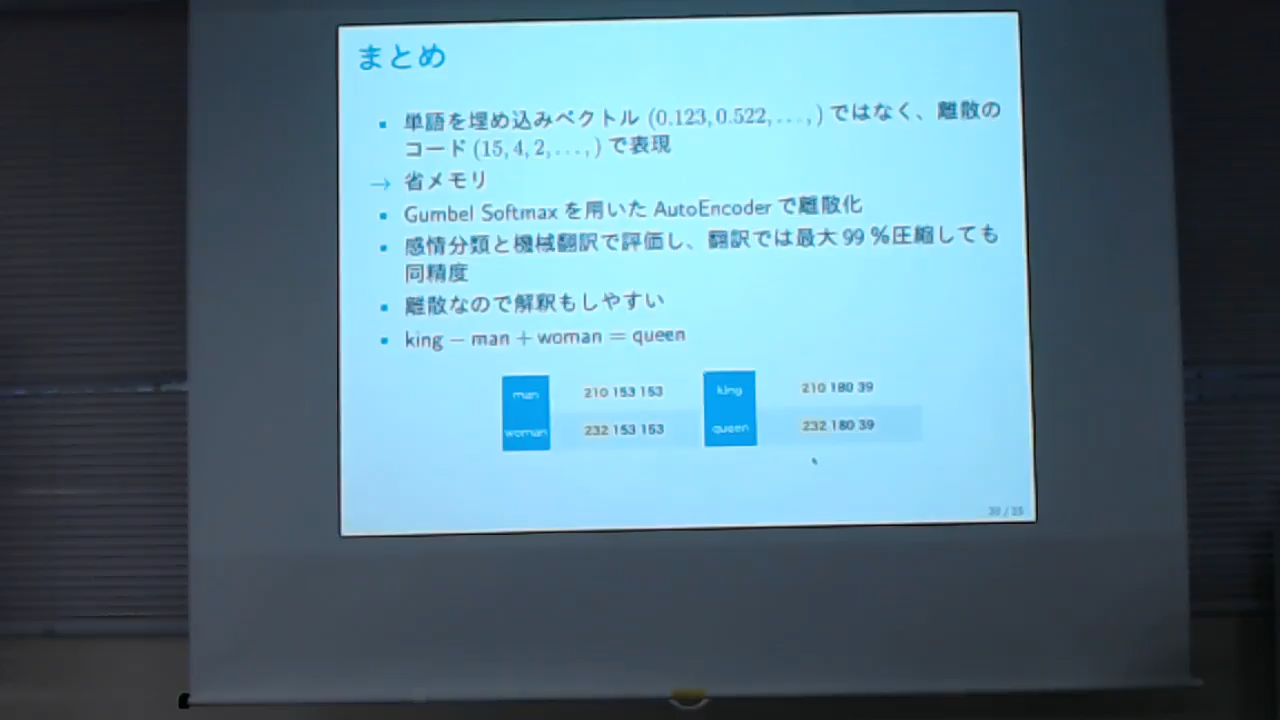 まとめ
単語を埋め込みベクトル (0.123, 0.522, . . . , ) ではなく、離散の
コード (15, 4, 2, . . . , ) で表現
→ 省メモリ
Gumbel Softmax を用いた AutoEncoder で離散化
感情分類と機械翻訳で評価し、翻訳では最大 99 %圧縮しても
同精度
離散なので解釈もしやすい
king − man + woman = queen
man 210 153 153 king 210 180 39
woman 232 153 153 queen 232 180 39